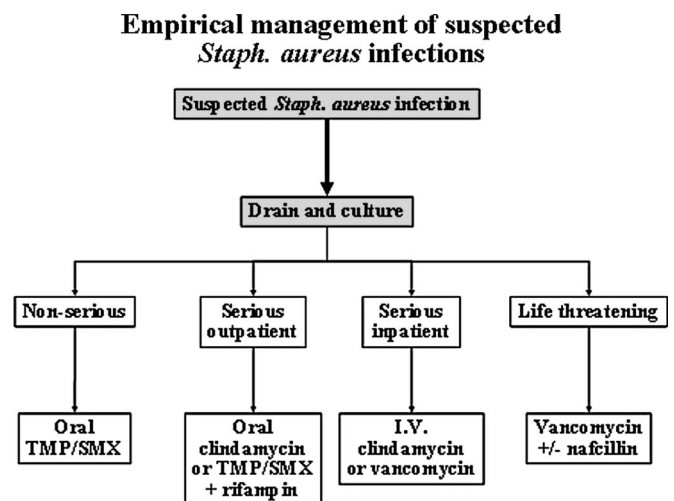 Empirical management of suspected
Staph. aureus infections
Suspected Staph. aureus infection
Drain and culture
Non-serious
Serious
outpatient
Serious
inpatient
Life threatening
Oral
TMP/SMX
Oral
clindamycin
or TMP/SMX
+ rifampin
I.V.
clindamycin
or vancomycin
Vancomycin
+/- nafcillin